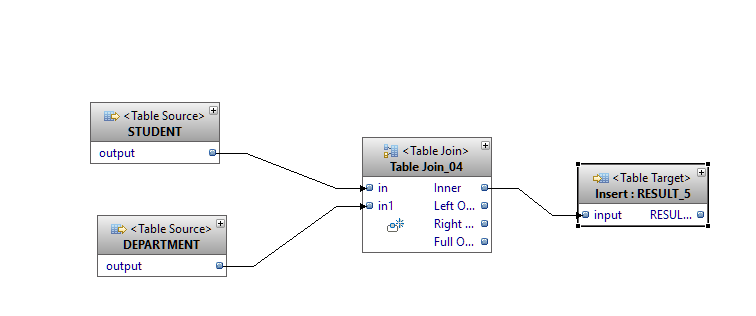 <Table Source>
STUDENT
output
<Table Source>
DEPARTMENT
output
<Table Join>
Table Join_04
in Inner
in1 Left O...
Right ...
Full O...
<Table Target>
Insert : RESULT_5
input RESUL...